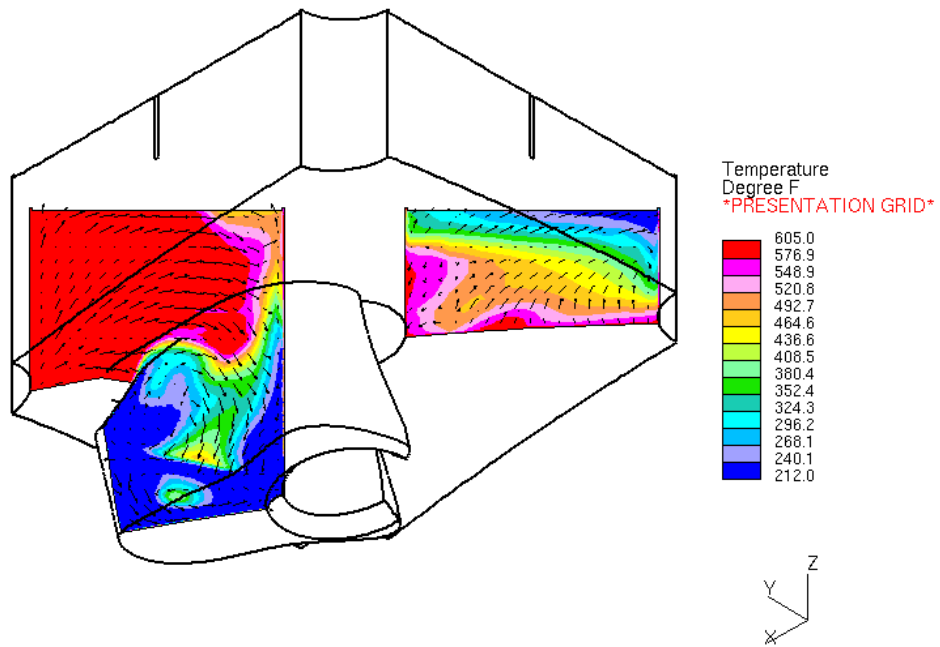 Temperature
Degree F
*PRESENTATION GRID*
605.0
576.9
548.9
520.8
492.7
464.6
436.6
408.5
380.4
352.4
324.3
296.2
268.1
240.1
212.0
Z
Y
X